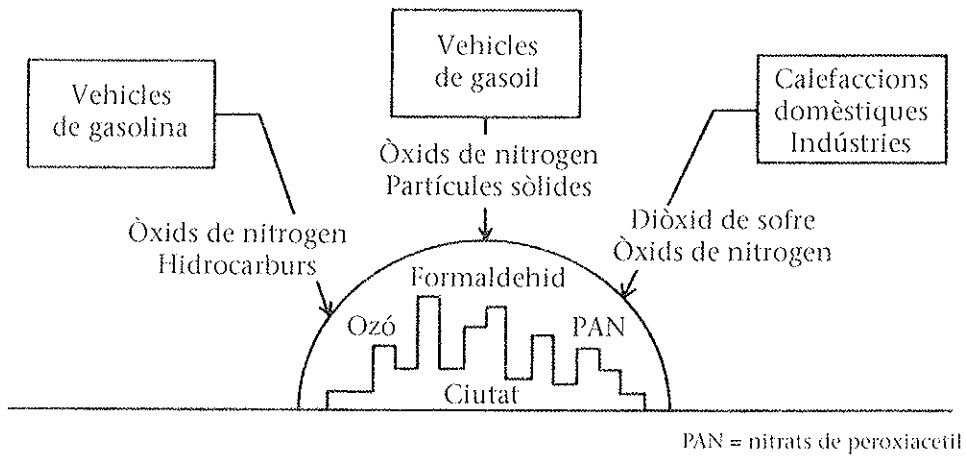 Vehicles
de gasolina
Vehicles
de gasoil
Calefaccions
domèstiques
Indústries
Òxids de nitrogen
Partícules sòlides
Òxids de nitrogen
Hidrocarburs
Diòxid de sofre
Òxids de nitrogen
Formaldehid
Ozó
PAN
Ciutat
PAN = nitrats de peroxiacetil